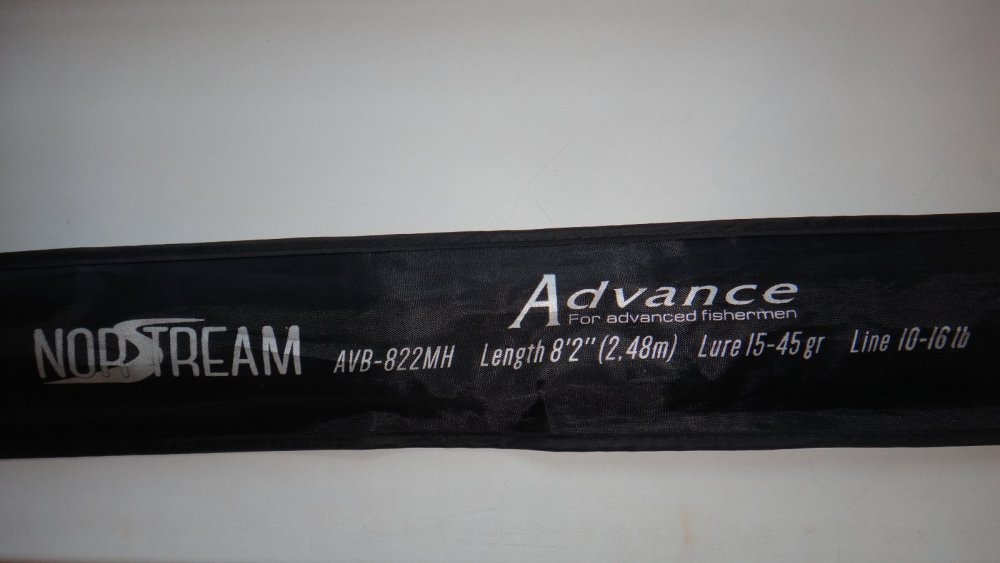 Advance
For advanced fishermen
NORSTREAM AVB-822MH Length 8'2" (2.48m) Lure 15-45 gr Line 10-16 lb